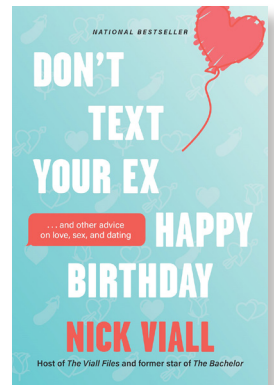 NATIONAL BESTSELLER
DON'T
TEXT
YOUR EX
... and other advice
on love, sex, and dating
HAPPY
BIRTHDAY
NICK VIALL
Host of The Viall Files and former star of The Bachelor